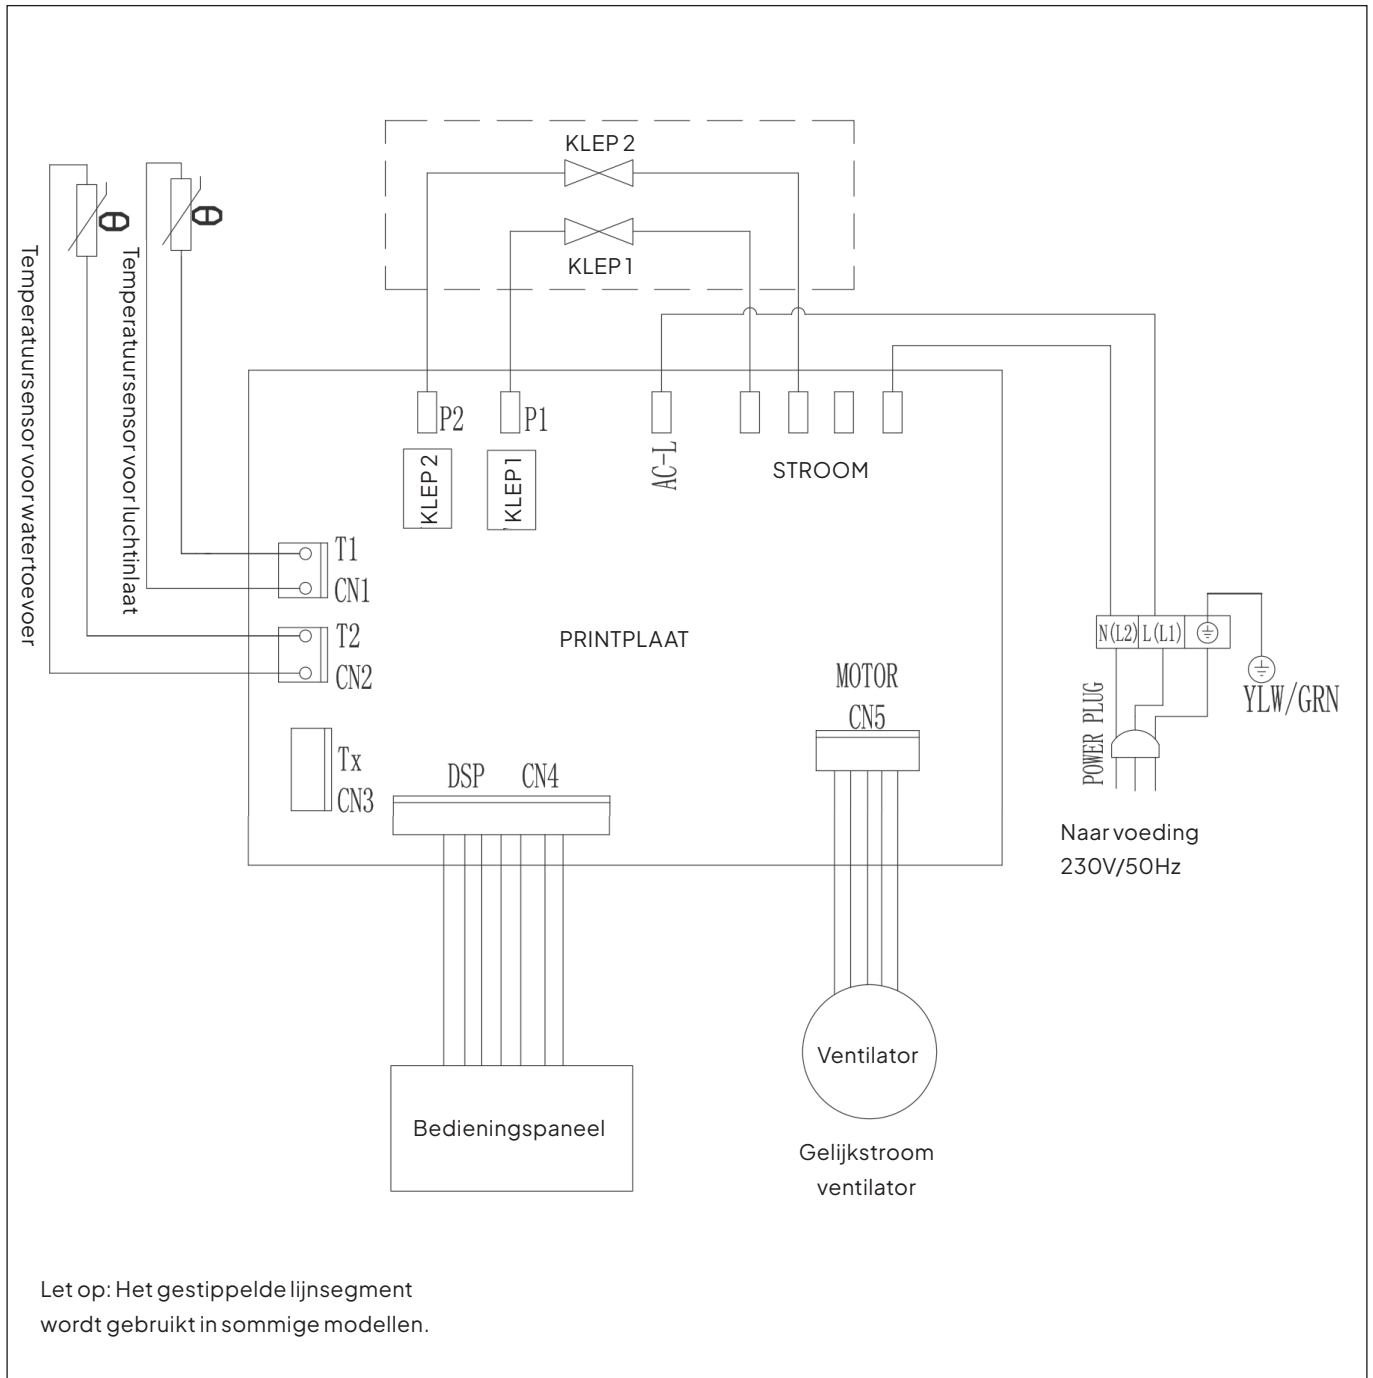 KLEP 2
KLEP 1
θ
θ
Temperatuursensor voor watertoevoer
Temperatuursensor voor luchtinlaat
P2
P1
KLEP 2
KLEP 1
AC-L
STROOM
T1
CN1
T2
CN2
PRINTPLAAT
N(L2)
L(L1)
YLW/GRN
POWER PLUG
MOTOR
CN5
Tx
CN3
DSP
CN4
Naar voeding
230V/50Hz
Ventilator
Bedieningspaneel
Gelijkstroom
ventilator
Let op: Het gestippelde lijnsegment
wordt gebruikt in sommige modellen.